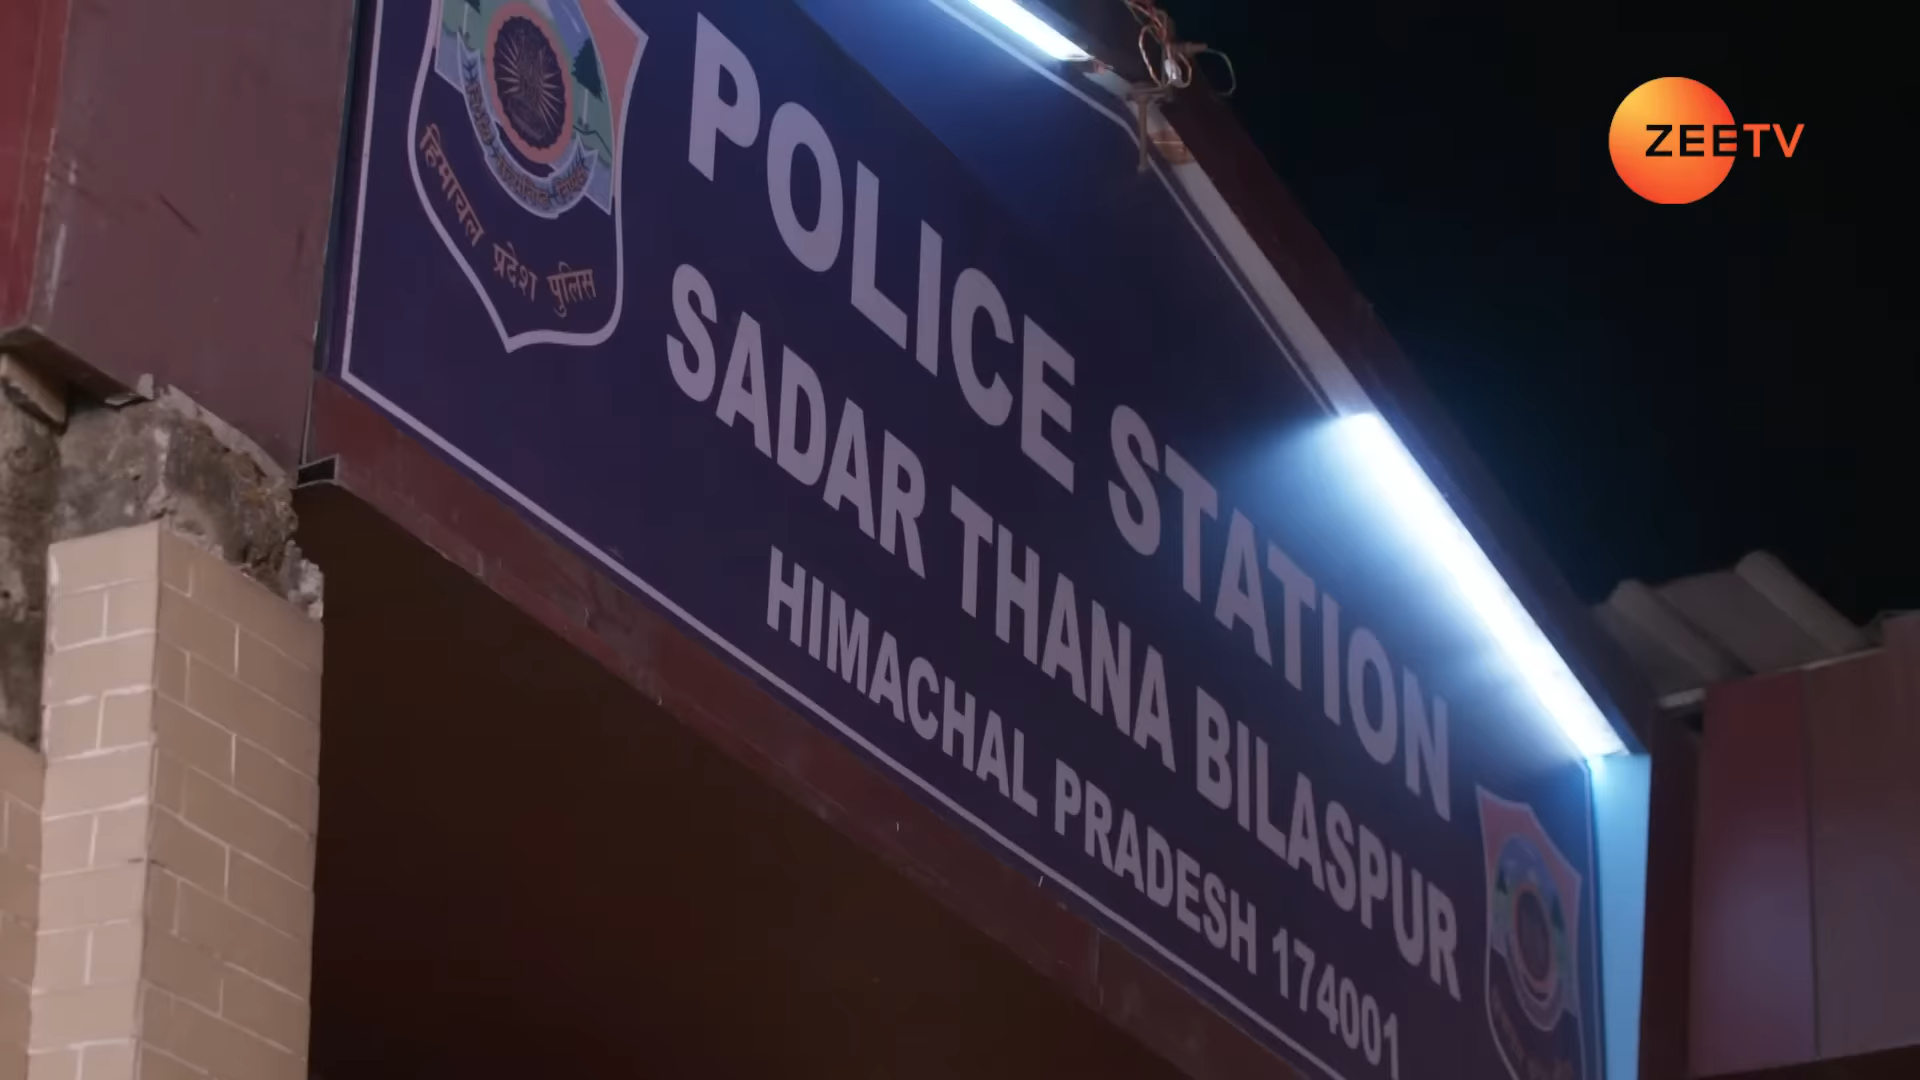 हिमाचल प्रदेश पुलिस
POLICE STATION
SADAR THANA BILASPUR
HIMACHAL PRADESH 174001
ZEETV